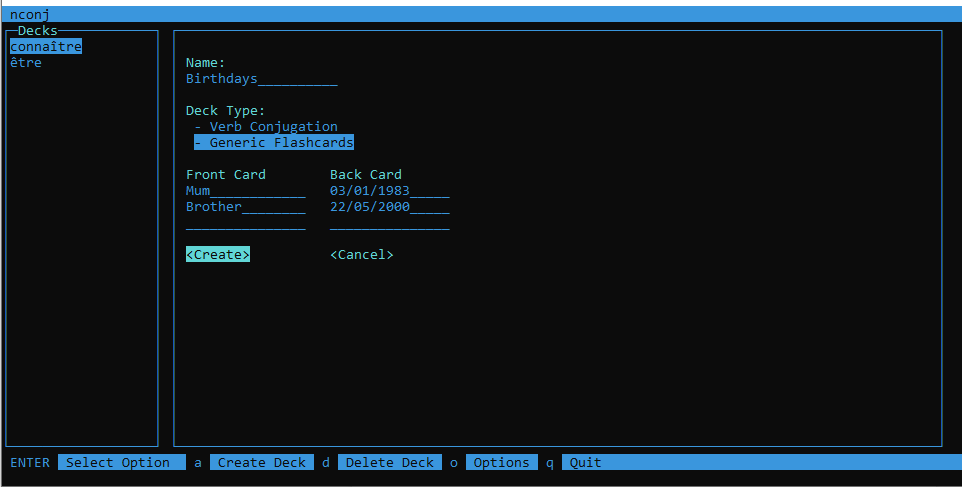 nconj
Decks
connaître
être
Name:
Birthdays__________
Deck Type:
- Verb Conjugation
- Generic Flashcards
Front Card Back Card
Mum____________ 03/01/1983_____
Brother________ 22/05/2000_____
_______________ _______________
<Create> <Cancel>
ENTER Select Option a Create Deck d Delete Deck o Options q Quit